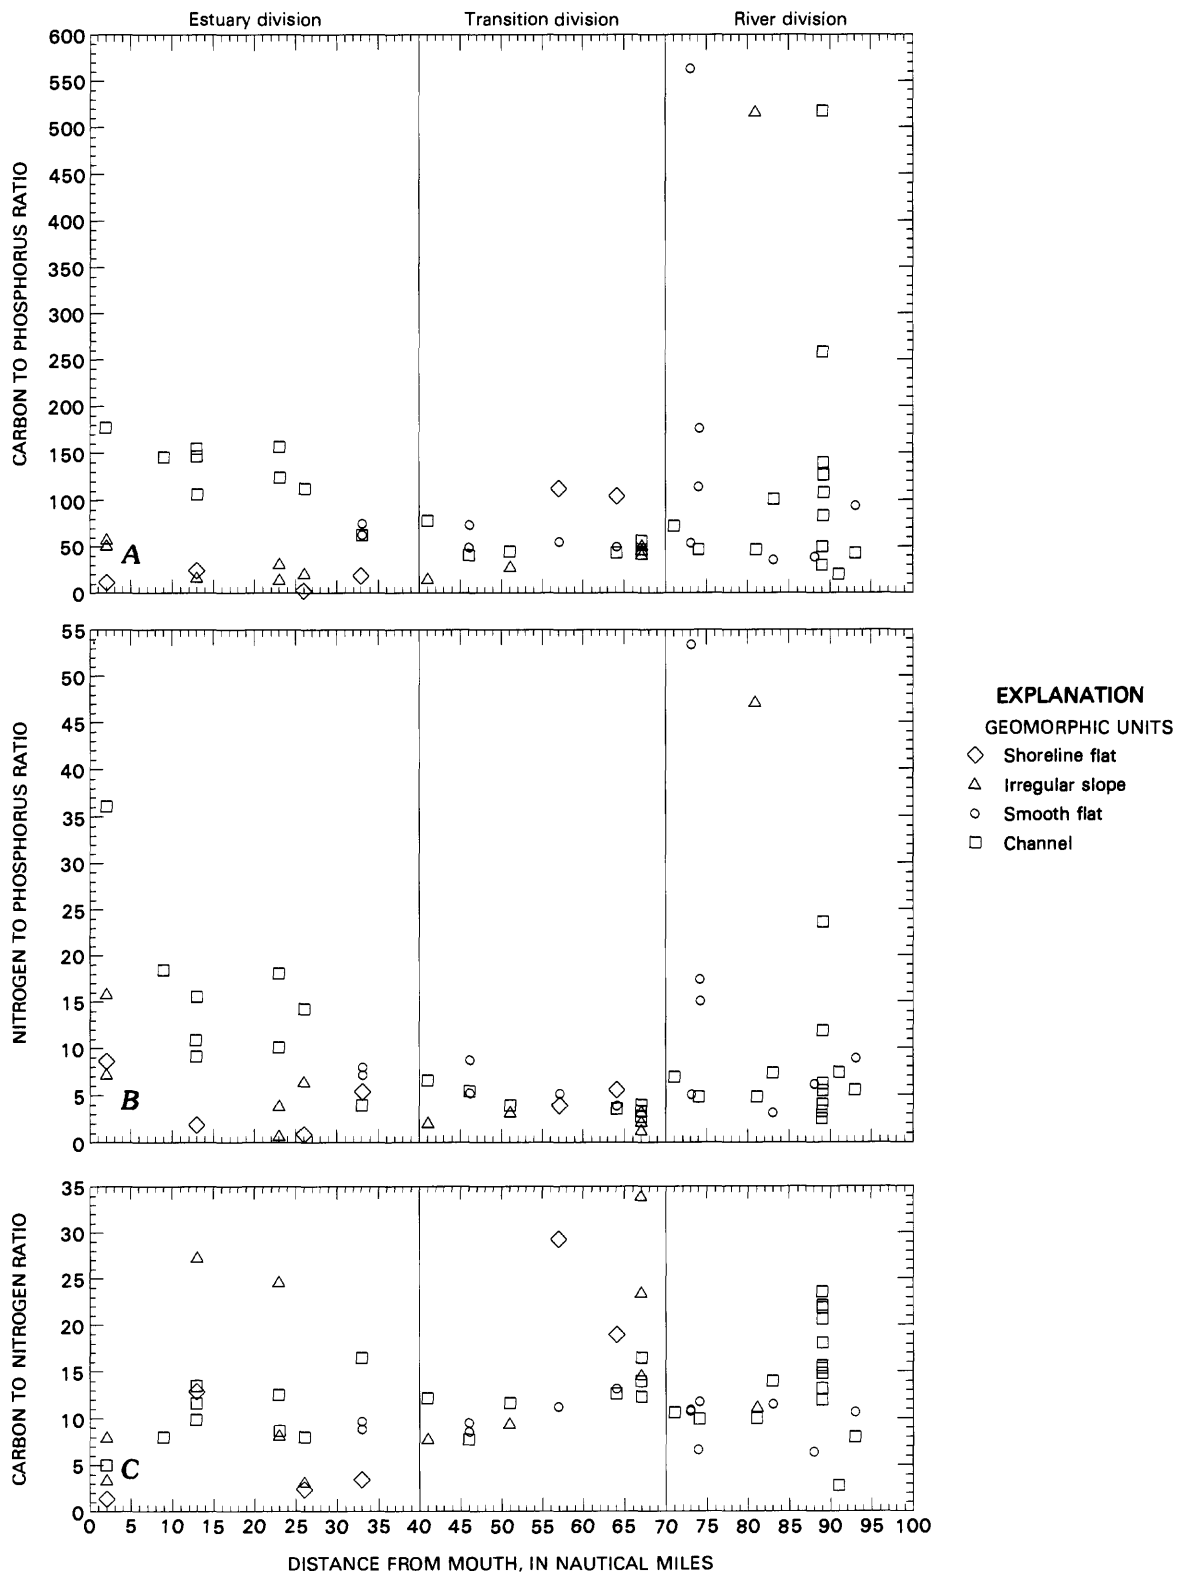 Estuary division Transition division River division
CARBON TO PHOSPHORUS RATIO
600
550
500
450
400
350
300
250
200
150
100
50
0
A
NITROGEN TO PHOSPHORUS RATIO
55
50
45
40
35
30
25
20
15
10
5
0
B
EXPLANATION
GEOMORPHIC UNITS
Shoreline flat
Irregular slope
Smooth flat
Channel
CARBON TO NITROGEN RATIO
35
30
25
20
15
10
5
0
C
0 5 10 15 20 25 30 35 40 45 50 55 60 65 70 75 80 85 90 95 100
DISTANCE FROM MOUTH, IN NAUTICAL MILES